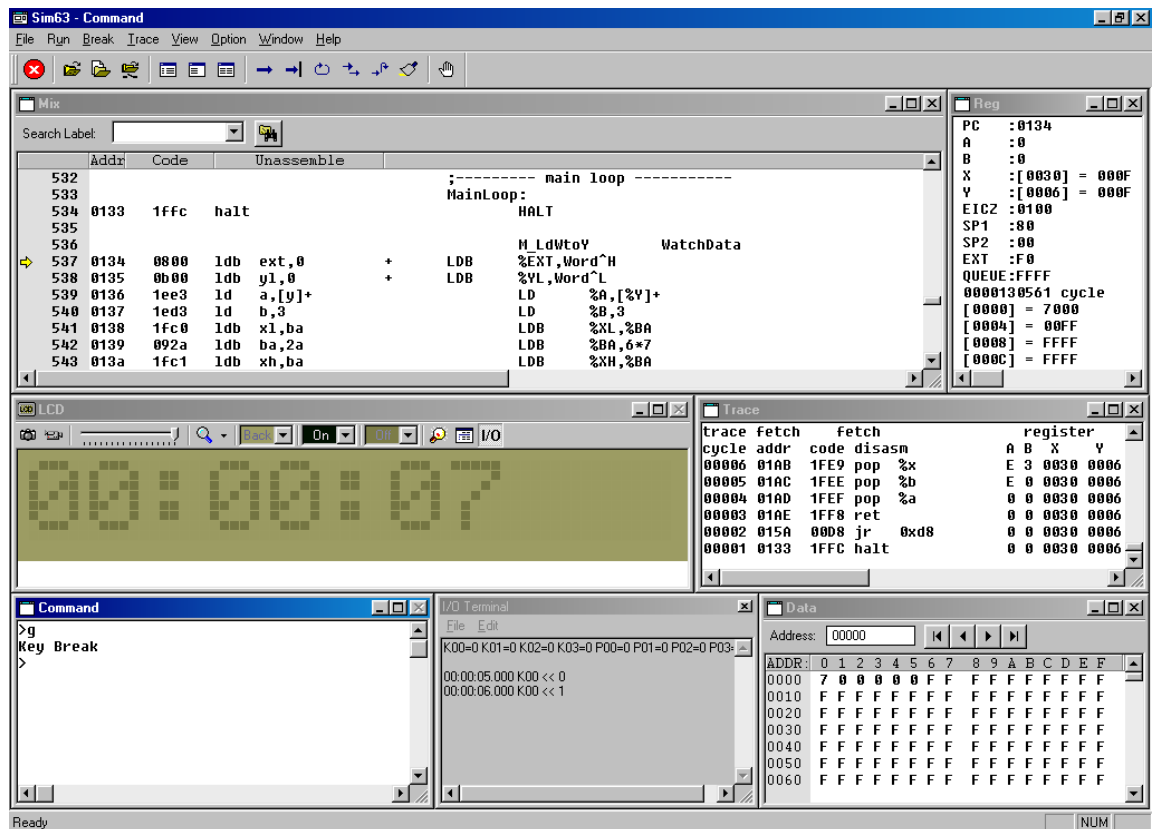 Sim63 - Command
File Run Break Trace View Option Window Help
Mix
Search Label:
Addr Code Unassemble
532 ;--------- main loop -----------
533 MainLoop:
534 0133 1ffc halt HALT
535
536 M_LdWtoY WatchData
537 0134 0800 ldb ext,0 + LDB %EXT,Word^H
538 0135 0b00 ldb yl,0 + LDB %YL,Word^L
539 0136 1ee3 ld a,[y]+ LD %A,[%Y]+
540 0137 1ed3 ld b,3 LD %B,3
541 0138 1fc0 ldb xl,ba LDB %XL,%BA
542 0139 092a ldb ba,2a LDB %BA,6*7
543 013a 1fc1 ldb xh,ba LDB %XH,%BA
Reg
PC :0134
A :0
B :0
X :[0030] = 000F
Y :[0006] = 000F
EICZ :0100
SP1 :80
SP2 :00
EXT :F0
QUEUE:FFFF
0000130561 cycle
[0000] = 7000
[0004] = 00FF
[0008] = FFFF
[000C] = FFFF
LCD
Back On Off I/O
00:00:07
Trace
trace fetch fetch register
cycle addr code disasm A B X Y
00006 01AB 1FE9 pop %x E 3 0030 0006
00005 01AC 1FEE pop %b E 0 0030 0006
00004 01AD 1FEF pop %a 0 0 0030 0006
00003 01AE 1FF8 ret 0 0 0030 0006
00002 015A 00D8 jr 0xd8 0 0 0030 0006
00001 0133 1FFC halt 0 0 0030 0006
Command
>g
Key Break
>
I/O Terminal
File Edit
K00=0 K01=0 K02=0 K03=0 P00=0 P01=0 P02=0 P03=
00:00:05.000 K00 << 0
00:00:06.000 K00 << 1
Data
Address: 00000
ADDR: 0 1 2 3 4 5 6 7 8 9 A B C D E F
0000 7 0 0 0 0 0 F F F F F F F F F F
0010 F F F F F F F F F F F F F F F F
0020 F F F F F F F F F F F F F F F F
0030 F F F F F F F F F F F F F F F F
0040 F F F F F F F F F F F F F F F F
0050 F F F F F F F F F F F F F F F F
0060 F F F F F F F F F F F F F F F F
Ready NUM